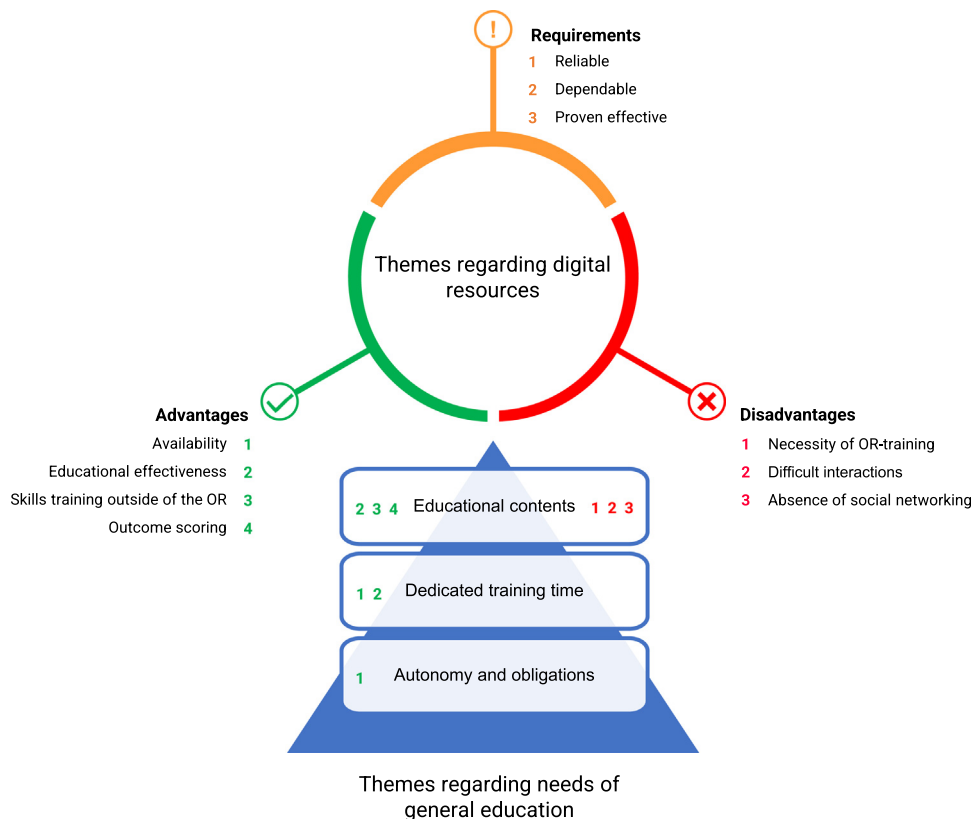 !
Requirements
1 Reliable
2 Dependable
3 Proven effective
Themes regarding digital
resources
Advantages
Availability 1
Educational effectiveness 2
Skills training outside of the OR 3
Outcome scoring 4
Disadvantages
1 Necessity of OR-training
2 Difficult interactions
3 Absence of social networking
2 3 4 Educational contents 1 2 3
1 2 Dedicated training time
1 Autonomy and obligations
Themes regarding needs of
general education